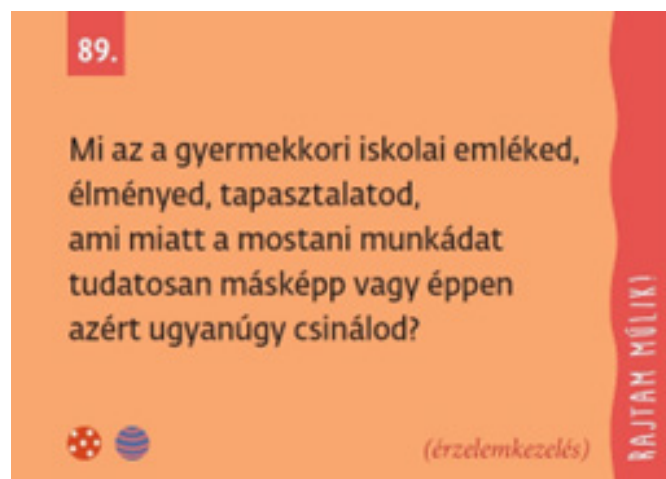 89.
Mi az a gyermekkori iskolai emléked,
élményed, tapasztalatod,
ami miatt a mostani munkádat
tudatosan másképp vagy éppen
azért ugyanúgy csinálod?
(érzelemkezelés)
RAJTAM MÚLIK!